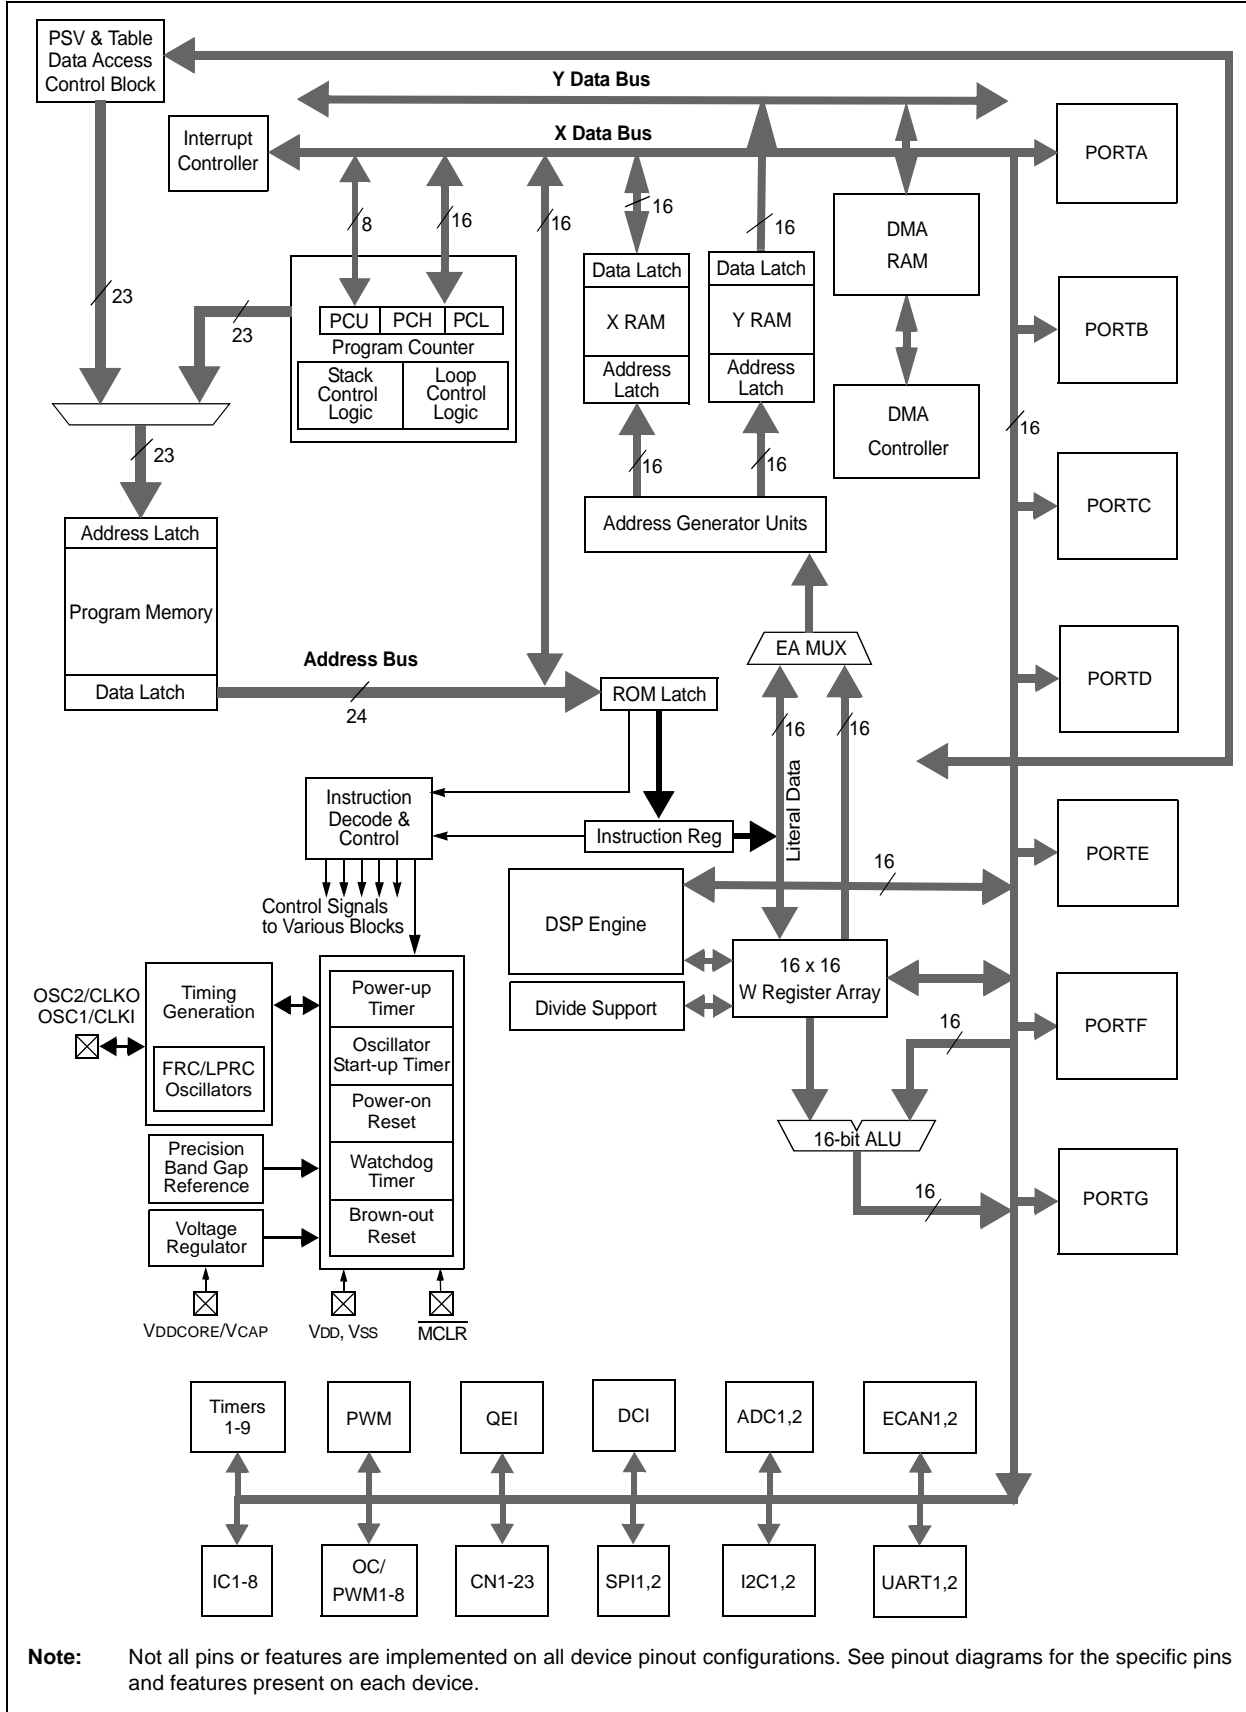 PSV & Table
Data Access
Control Block
Y Data Bus
Interrupt
Controller
X Data Bus
PORTA
8
16
16
16
16
DMA
RAM
23
23
PCU
PCH
PCL
Program Counter
Stack
Control
Logic
Loop
Control
Logic
Data Latch
X RAM
Address
Latch
Data Latch
Y RAM
Address
Latch
PORTB
DMA
Controller
16
23
16
16
Address Latch
Program Memory
Data Latch
Address Generator Units
PORTC
EA MUX
PORTD
Address Bus
24
ROM Latch
16
16
Literal Data
Instruction
Decode &
Control
Instruction Reg
PORTE
Control Signals
to Various Blocks
DSP Engine
16
Divide Support
16 x 16
W Register Array
OSC2/CLKO
OSC1/CLKI
Timing
Generation
FRC/LPRC
Oscillators
Power-up
Timer
Oscillator
Start-up Timer
Power-on
Reset
Watchdog
Timer
Brown-out
Reset
16
PORTF
16-bit ALU
Precision
Band Gap
Reference
16
PORTG
Voltage
Regulator
VDDCORE/VCAP
VDD, VSS
MCLR
Timers
1-9
PWM
QEI
DCI
ADC1,2
ECAN1,2
IC1-8
OC/
PWM1-8
CN1-23
SPI1,2
I2C1,2
UART1,2
Note: Not all pins or features are implemented on all device pinout configurations. See pinout diagrams for the specific pins
and features present on each device.